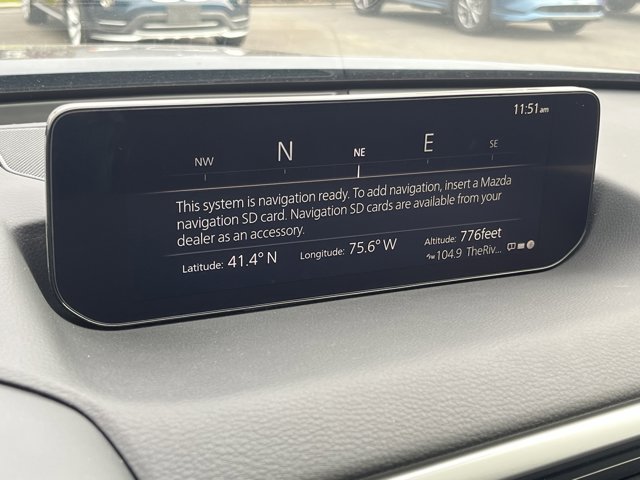 11:51am
NW N NE E SE
This system is navigation ready. To add navigation, insert a Mazda
navigation SD card. Navigation SD cards are available from your
dealer as an accessory.
Latitude: 41.4° N Longitude: 75.6° W Altitude: 776feet
FM 104.9 TheRiv...